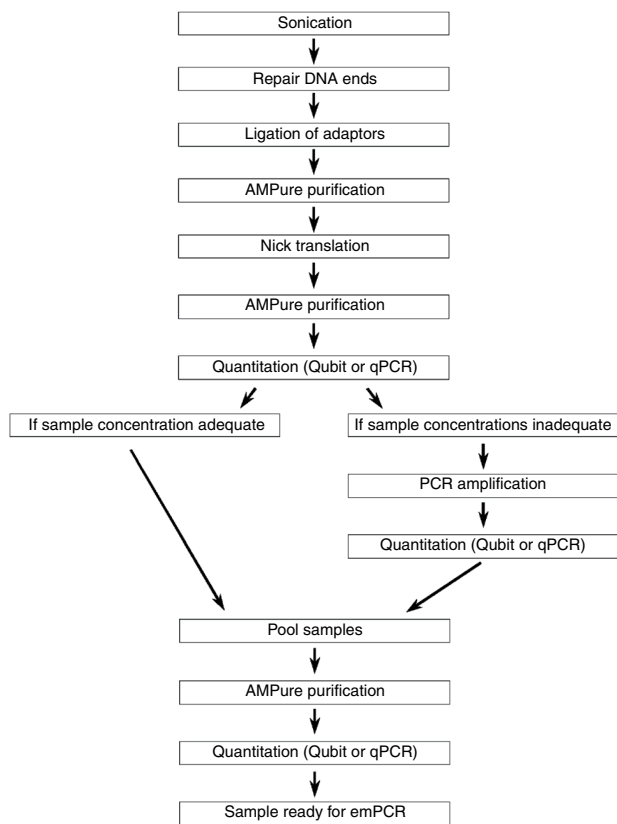 Sonication
Repair DNA ends
Ligation of adaptors
AMPure purification
Nick translation
AMPure purification
Quantitation (Qubit or qPCR)
If sample concentration adequate
If sample concentrations inadequate
PCR amplification
Quantitation (Qubit or qPCR)
Pool samples
AMPure purification
Quantitation (Qubit or qPCR)
Sample ready for emPCR